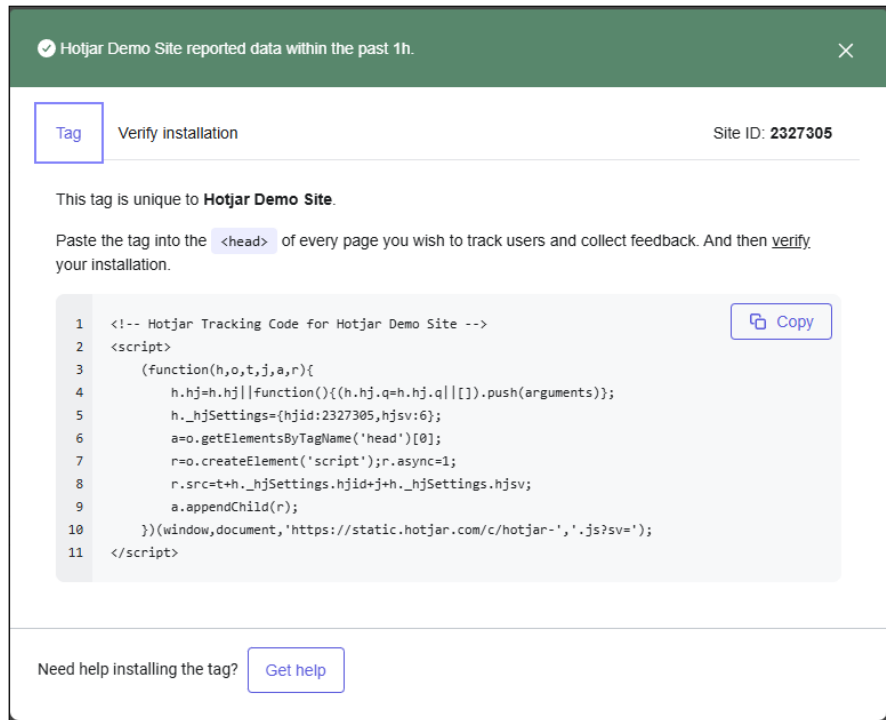 Hotjar Demo Site reported data within the past 1h.
Tag Verify installation Site ID: 2327305
This tag is unique to Hotjar Demo Site.
Paste the tag into the <head> of every page you wish to track users and collect feedback. And then verify
your installation.
Copy
1 <!-- Hotjar Tracking Code for Hotjar Demo Site -->
2 <script>
3 (function(h,o,t,j,a,r){
4 h.hj=h.hj||function(){(h.hj.q=h.hj.q||[]).push(arguments)};
5 h._hjSettings={hjid:2327305,hjsv:6};
6 a=o.getElementsByTagName('head')[0];
7 r=o.createElement('script');r.async=1;
8 r.src=t+h._hjSettings.hjid+j+h._hjSettings.hjsv;
9 a.appendChild(r);
10 })(window,document,'https://static.hotjar.com/c/hotjar-','.js?sv=');
11 </script>
Need help installing the tag? Get help